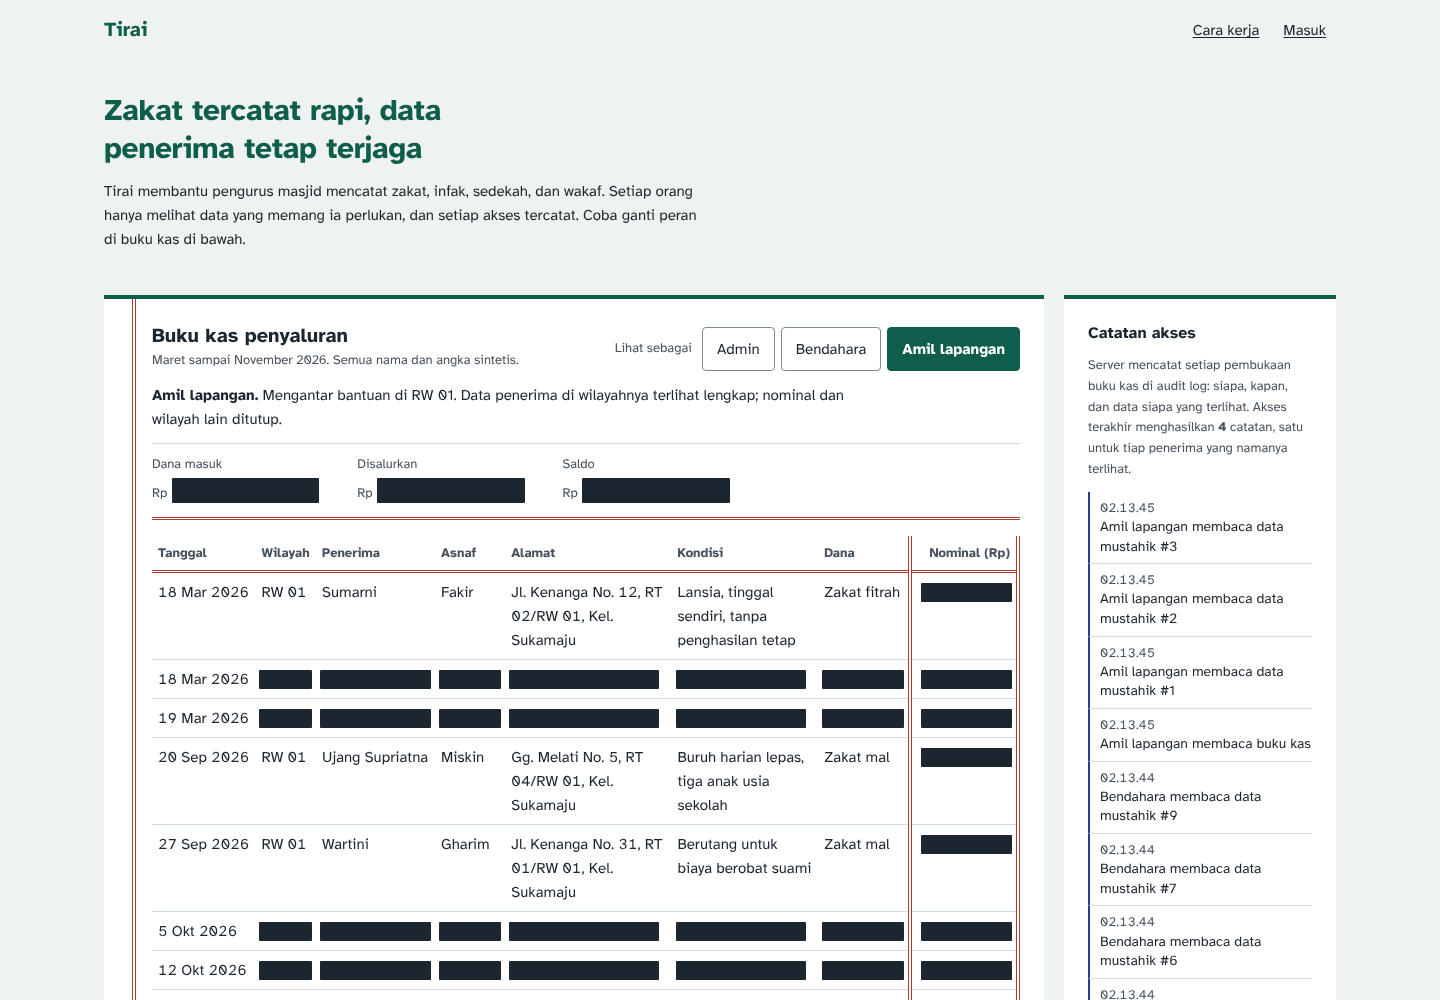 Tirai
Cara kerja
Masuk
Zakat tercatat rapi, data
penerima tetap terjaga
Tirai membantu pengurus masjid mencatat zakat, infak, sedekah, dan wakaf. Setiap orang
hanya melihat data yang memang ia perlukan, dan setiap akses tercatat. Coba ganti peran
di buku kas di bawah.
Buku kas penyaluran
Maret sampai November 2026. Semua nama dan angka sintetis.
Lihat sebagai
Admin
Bendahara
Amil lapangan
Amil lapangan. Mengantar bantuan di RW 01. Data penerima di wilayahnya terlihat lengkap; nominal dan
wilayah lain ditutup.
Dana masuk
Rp
Disalurkan
Rp
Saldo
Rp
Tanggal Wilayah Penerima Asnaf Alamat Kondisi Dana Nominal (Rp)
18 Mar 2026 RW 01 Sumarni Fakir Jl. Kenanga No. 12, RT Lansia, tinggal Zakat fitrah
02/RW 01, Kel. sendiri, tanpa
Sukamaju penghasilan tetap
18 Mar 2026
19 Mar 2026
20 Sep 2026 RW 01 Ujang Supriatna Miskin Gg. Melati No. 5, RT Buruh harian lepas, Zakat mal
04/RW 01, Kel. tiga anak usia
Sukamaju sekolah
27 Sep 2026 RW 01 Wartini Gharim Jl. Kenanga No. 31, RT Berutang untuk Zakat mal
01/RW 01, Kel. biaya berobat suami
Sukamaju
5 Okt 2026
12 Okt 2026
Catatan akses
Server mencatat setiap pembukaan
buku kas di audit log: siapa, kapan,
dan data siapa yang terlihat. Akses
terakhir menghasilkan 4 catatan, satu
untuk tiap penerima yang namanya
terlihat.
02.13.45
Amil lapangan membaca data
mustahik #3
02.13.45
Amil lapangan membaca data
mustahik #2
02.13.45
Amil lapangan membaca data
mustahik #1
02.13.45
Amil lapangan membaca buku kas
02.13.44
Bendahara membaca data
mustahik #9
02.13.44
Bendahara membaca data
mustahik #7
02.13.44
Bendahara membaca data
mustahik #6
02.13.44